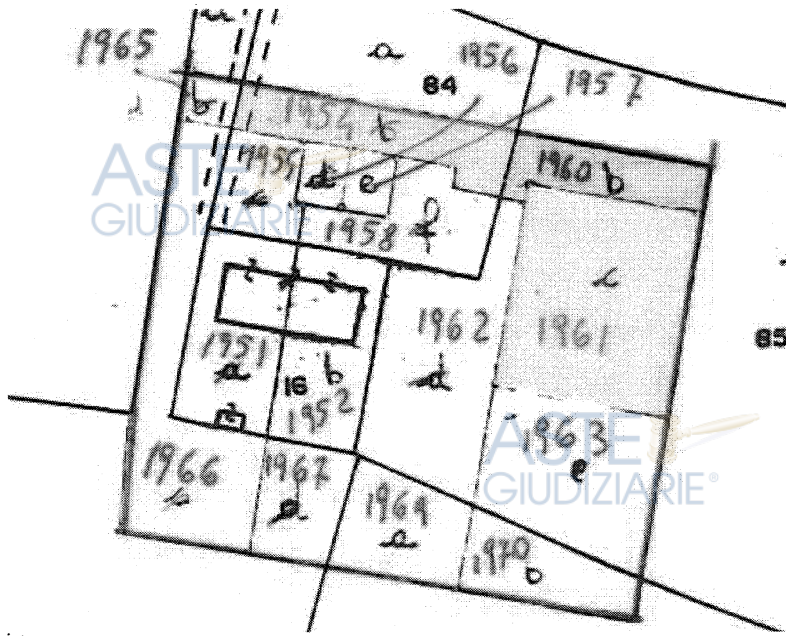 1965
a
84
1956
1957
b
1954 b
1955
d
e
1960 b
ASTE
GIUDIZIARIE
1958
f
c
1962
1961
85
d
1951
a
16
b
1952
1963
e
ASTE
GIUDIZIARIE®
1966
1967
a
1969
a
1970
b